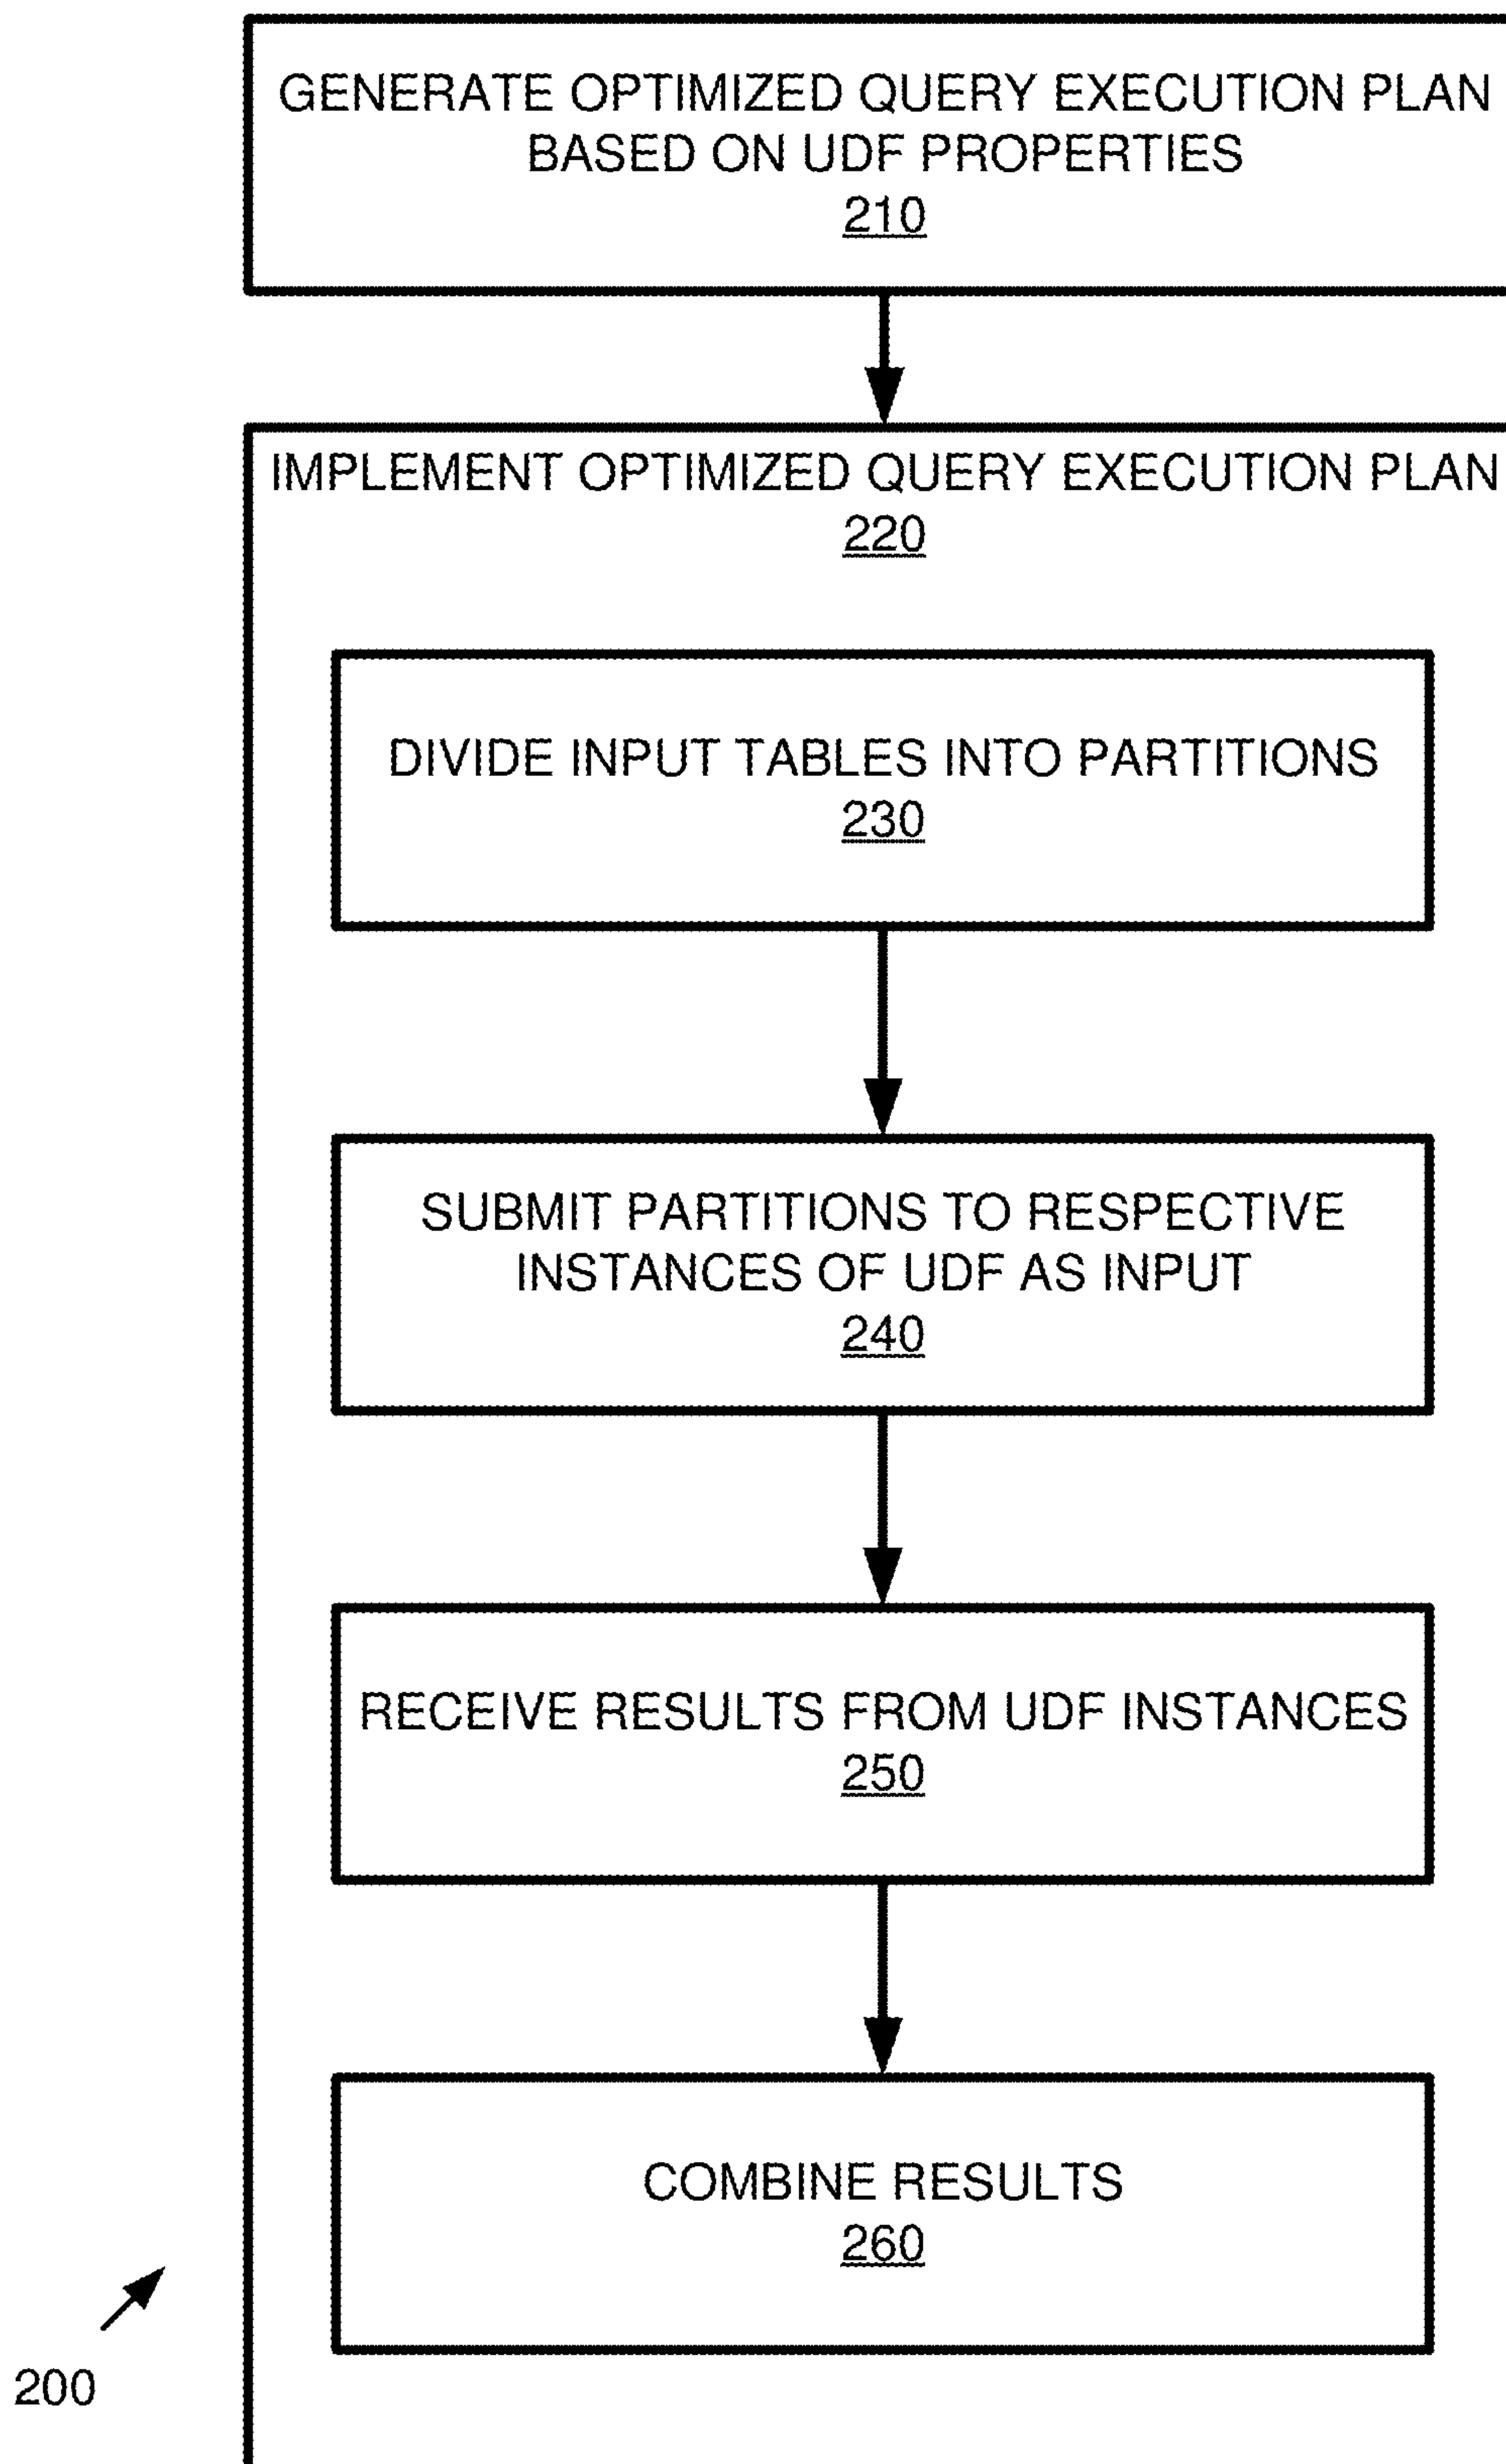 GENERATE OPTIMIZED QUERY EXECUTION PLAN
BASED ON UDF PROPERTIES
210
IMPLEMENT OPTIMIZED QUERY EXECUTION PLAN
220
DIVIDE INPUT TABLES INTO PARTITIONS
230
SUBMIT PARTITIONS TO RESPECTIVE
INSTANCES OF UDF AS INPUT
240
RECEIVE RESULTS FROM UDF INSTANCES
250
COMBINE RESULTS
260
200